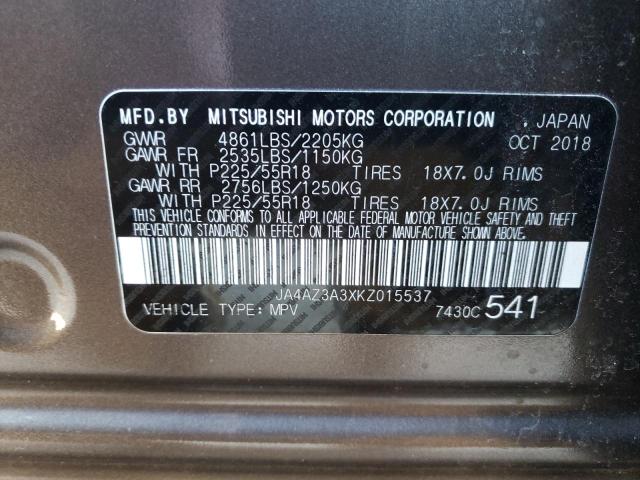 MFD.BY MITSUBISHI MOTORS CORPORATION , JAPAN
GVWR 4861LBS/2205KG OCT 2018
GAWR FR 2535LBS/1150KG
WITH P225/55R18 TIRES 18X7.0J RIMS
GAWR RR 2756LBS/1250KG
WITH P225/55R18 TIRES 18X7.0J RIMS
THIS VEHICLE CONFORMS TO ALL APPLICABLE FEDERAL MOTOR VEHICLE SAFETY AND THEFT
PREVENTION STANDARDS IN EFFECT ON THE DATE OF MANUFACTURE SHOWN ABOVE.
JA4AZ3A3XKZ015537
VEHICLE TYPE: MPV 7430C 541